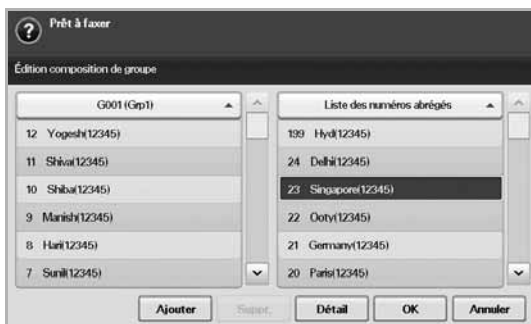 Prêt à faxer
Édition composition de groupe
G001 (Grp1)
12 Yogesh(12345)
11 Shiva(12345)
10 Shiba(12345)
9 Manish(12345)
8 Hari(12345)
7 Sunil(12345)
Liste des numéros abrégés
199 Hyd(12345)
24 Delhi(12345)
23 Singapore(12345)
22 Ooty(12345)
21 Germany(12345)
20 Paris(12345)
Ajouter Suppr. Détail OK Annuler